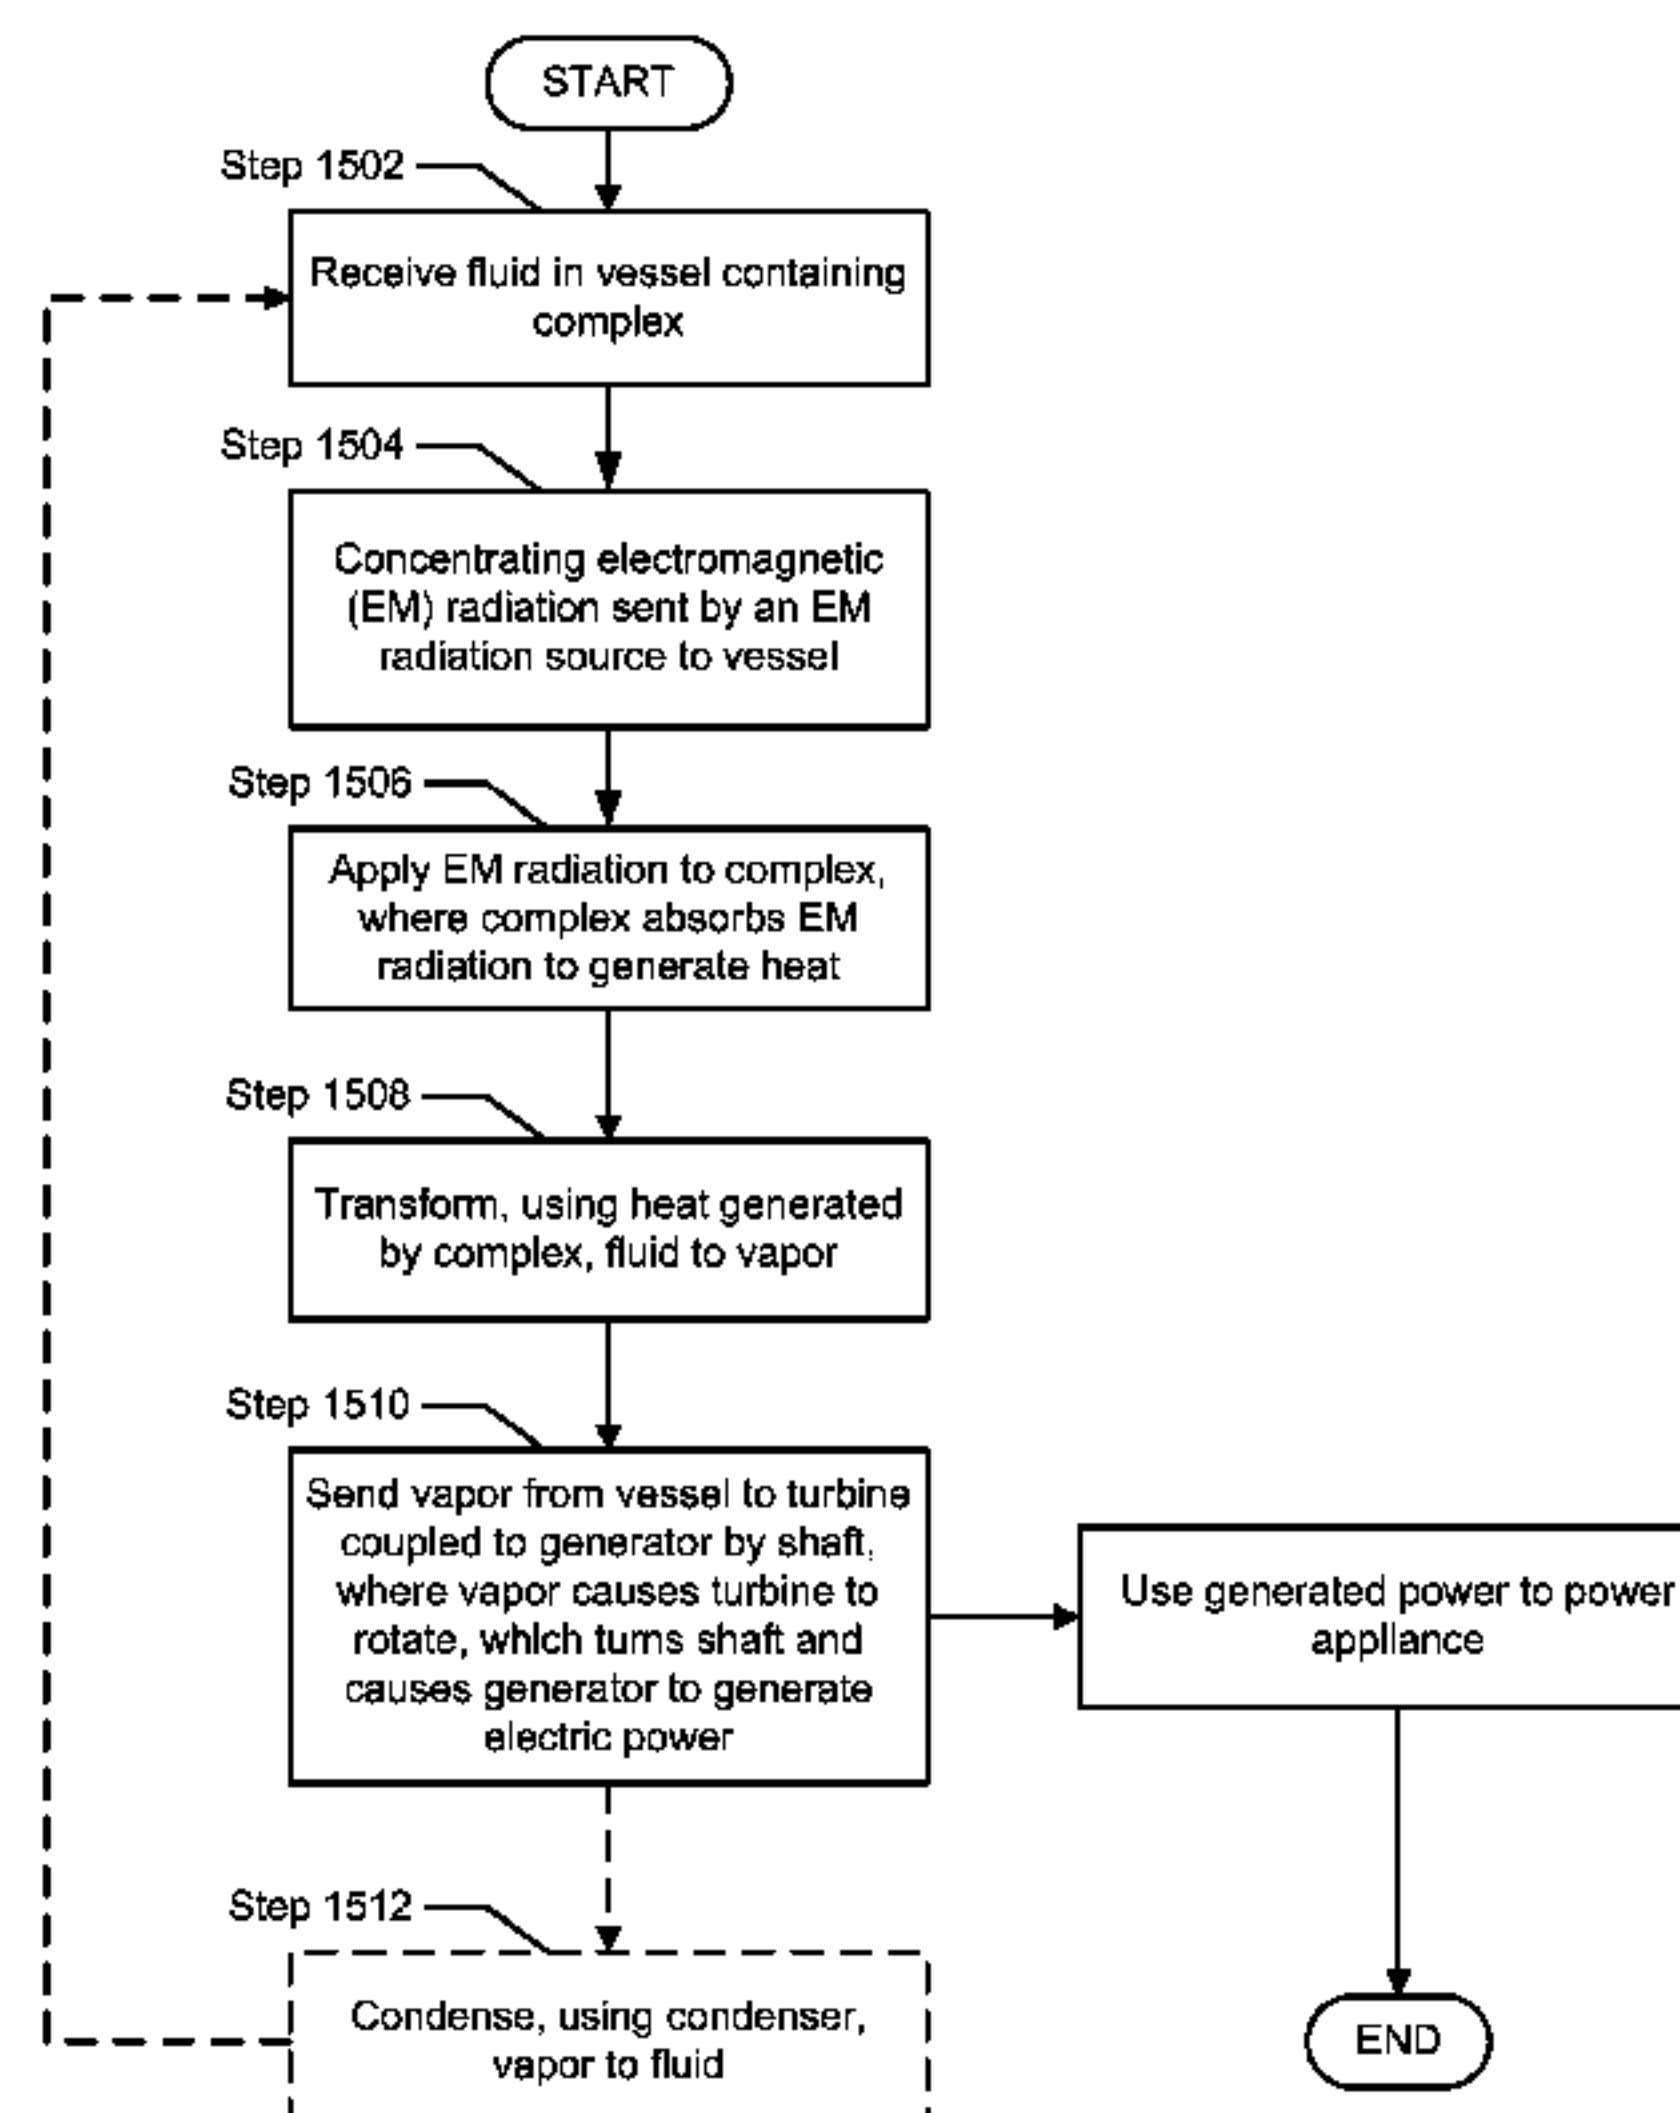 START
Step 1502
Receive fluid in vessel containing
complex
Step 1504
Concentrating electromagnetic
(EM) radiation sent by an EM
radiation source to vessel
Step 1506
Apply EM radiation to complex,
where complex absorbs EM
radiation to generate heat
Step 1508
Transform, using heat generated
by complex, fluid to vapor
Step 1510
Send vapor from vessel to turbine
coupled to generator by shaft,
where vapor causes turbine to
rotate, which turns shaft and
causes generator to generate
electric power
Use generated power to power
appliance
Step 1512
Condense, using condenser,
vapor to fluid
END